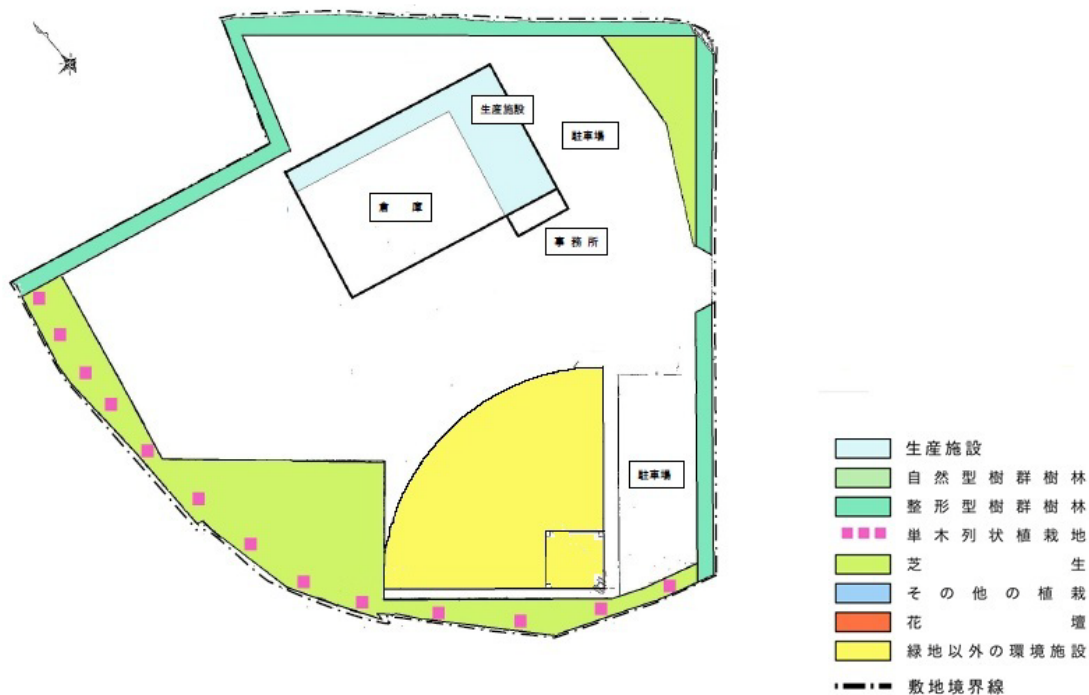 生産施設
駐車場
倉 庫
事務所
駐車場
生産施設
自然型樹群樹林
整形型樹群樹林
単木列状植栽地
芝 生
その他の植栽
花 壇
緑地以外の環境施設
敷地境界線